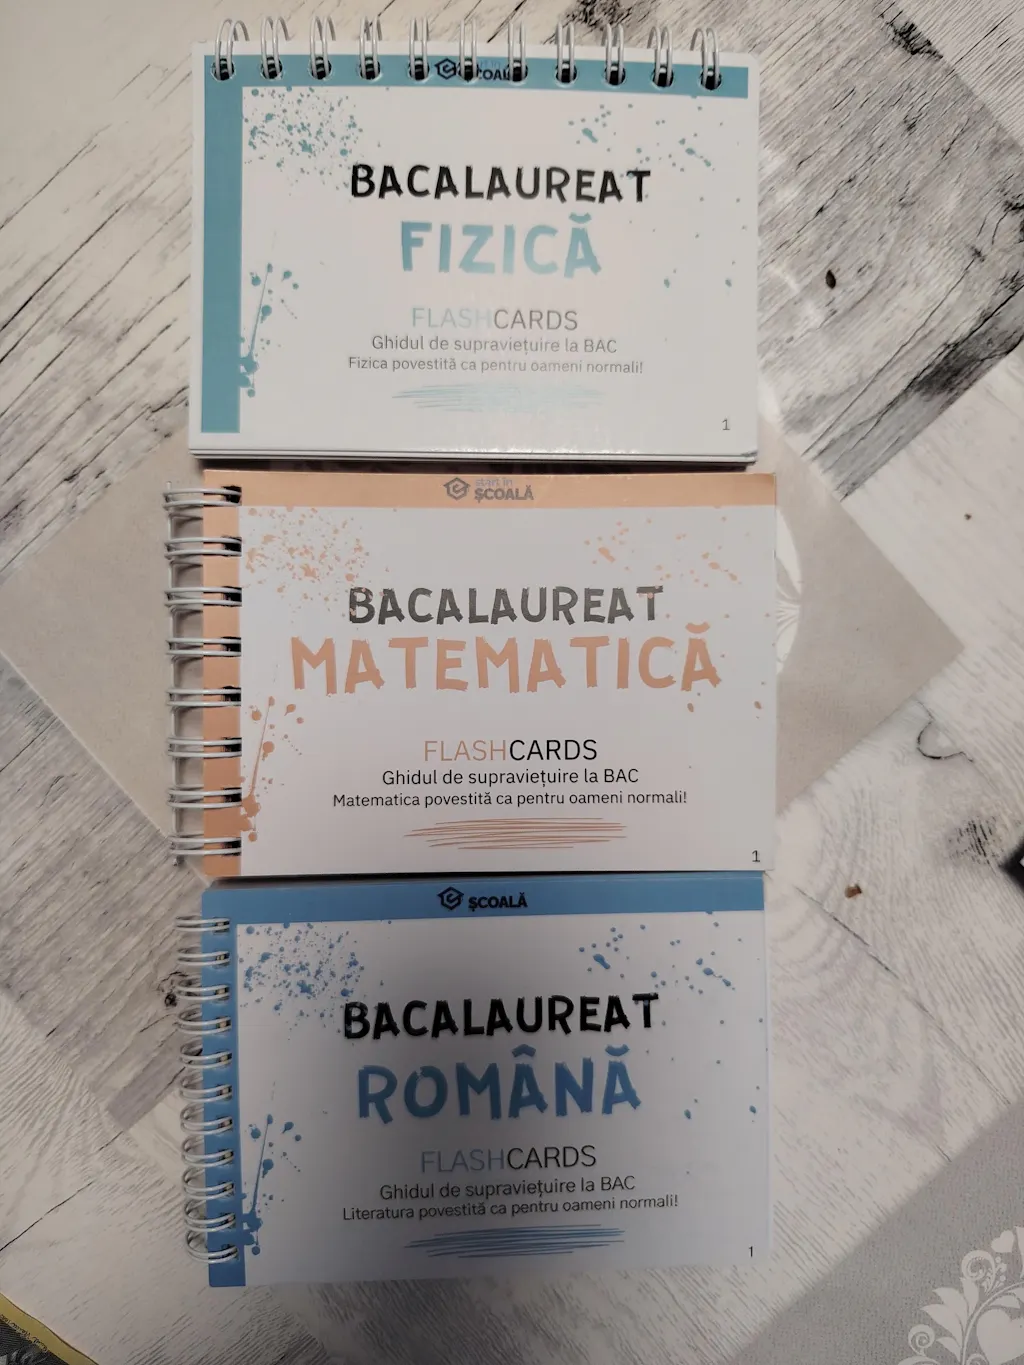 ȘCOALĂ
BACALAUREAT
FIZICĂ
FLASHCARDS
Ghidul de supraviețuire la BAC
Fizica povestită ca pentru oameni normali!
1
start în
ȘCOALĂ
BACALAUREAT
MATEMATICĂ
FLASHCARDS
Ghidul de supraviețuire la BAC
Matematica povestită ca pentru oameni normali!
1
ȘCOALĂ
BACALAUREAT
ROMÂNĂ
FLASHCARDS
Ghidul de supraviețuire la BAC
Literatura povestită ca pentru oameni normali!
1